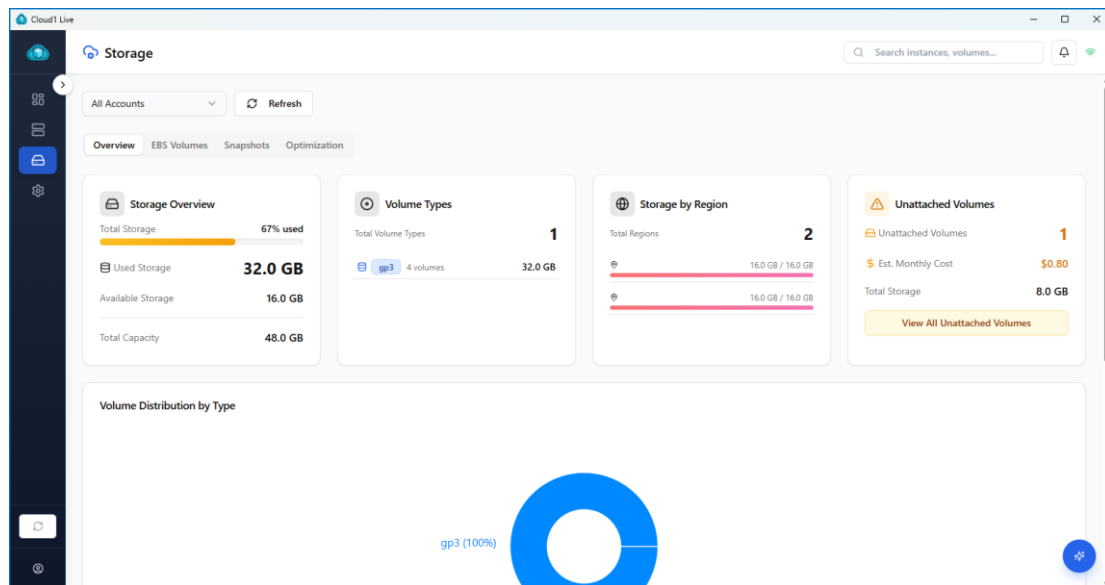 Cloud1 Live
Storage
Search instances, volumes...
All Accounts
Refresh
Overview EBS Volumes Snapshots Optimization
Storage Overview
Total Storage 67% used
Used Storage 32.0 GB
Available Storage 16.0 GB
Total Capacity 48.0 GB
Volume Types
Total Volume Types 1
gp3 4 volumes 32.0 GB
Storage by Region
Total Regions 2
16.0 GB / 16.0 GB
16.0 GB / 16.0 GB
Unattached Volumes
Unattached Volumes 1
$ Est. Monthly Cost $0.80
Total Storage 8.0 GB
View All Unattached Volumes
Volume Distribution by Type
gp3 (100%)